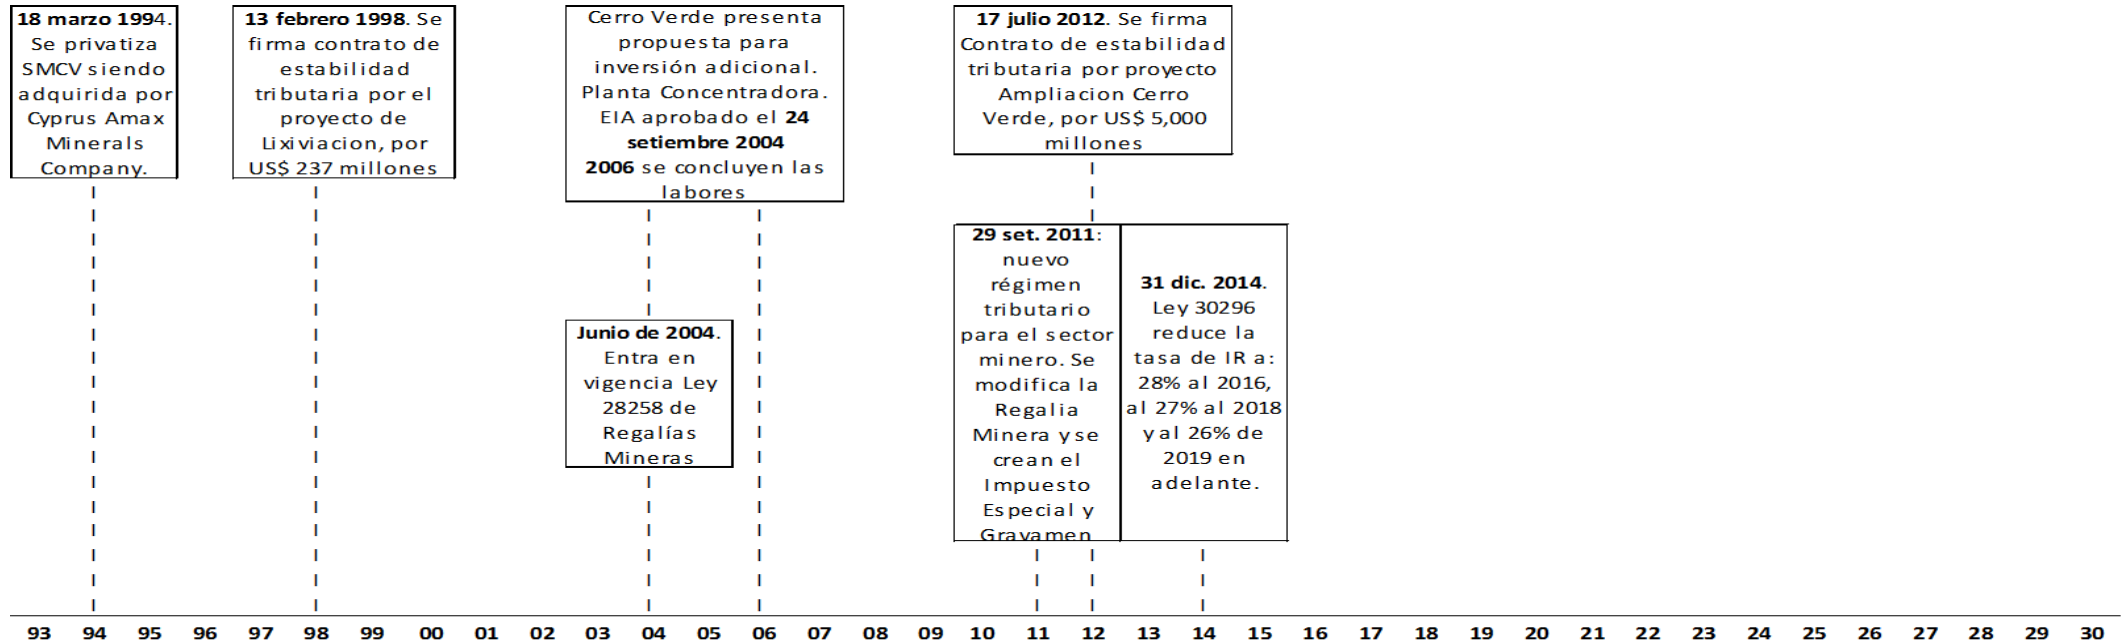 18 marzo 1994.
Se privatiza
SMCV siendo
adquirida por
Cyprus Amax
Minerals
Company.
13 febrero 1998. Se
firma contrato de
estabilidad
tributaria por el
proyecto de
Lixiviacion, por
US$ 237 millones
Cerro Verde presenta
propuesta para
inversión adicional.
Planta Concentradora.
EIA aprobado el 24
setiembre 2004
2006 se concluyen las
labores
17 julio 2012. Se firma
Contrato de estabilidad
tributaria por proyecto
Ampliacion Cerro
Verde, por US$ 5,000
millones
Junio de 2004.
Entra en
vigencia Ley
28258 de
Regalías
Mineras
29 set. 2011:
nuevo
régimen
tributario
para el sector
minero. Se
modifica la
Regalia
Minera y se
crean el
Impuesto
Especial y
Gravamen
31 dic. 2014.
Ley 30296
reduce la
tasa de IR a:
28% al 2016,
al 27% al 2018
y al 26% de
2019 en
adelante.
93 94 95 96 97 98 99 00 01 02 03 04 05 06 07 08 09 10 11 12 13 14 15 16 17 18 19 20 21 22 23 24 25 26 27 28 29 30